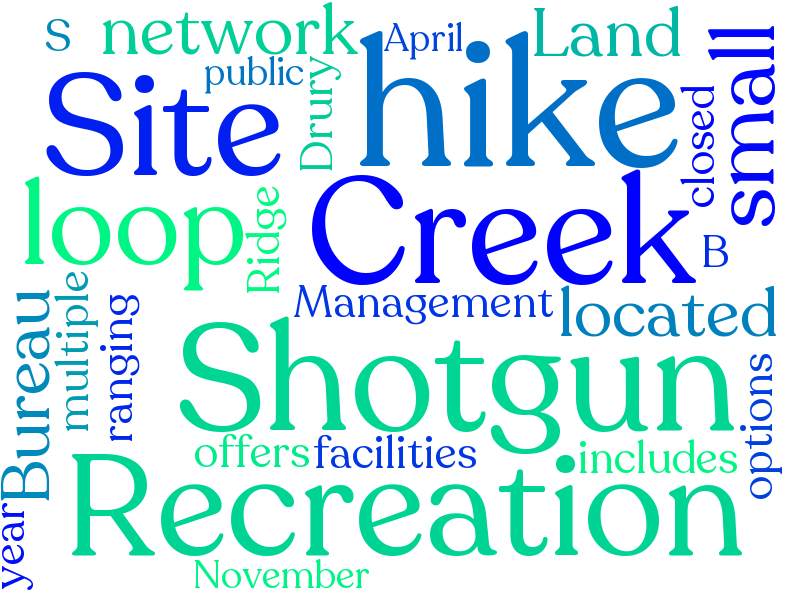 S
network
April
Land
small
public
Drury
hike
Site
closed
loop
Ridge
Creek
B
Bureau
multiple
ranging
Management
located
Shotgun
options
offers
facilities
includes
Recreation
year
November